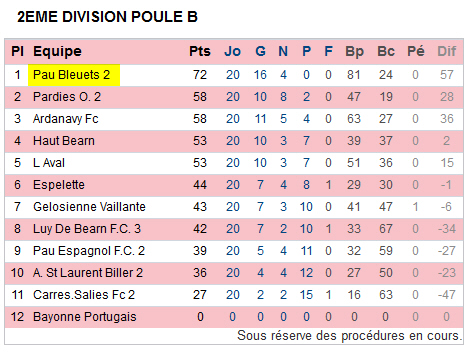 2EME DIVISION POULE B
Pl Equipe Pts Jo G N P F Bp Bc Pé Dif
1 Pau Bleuets 2 72 20 16 4 0 0 81 24 0 57
2 Pardies O. 2 58 20 10 8 2 0 47 19 0 28
3 Ardanavy Fc 58 20 11 5 4 0 63 27 0 36
4 Haut Bearn 53 20 10 3 7 0 39 37 0 2
5 L Aval 53 20 10 3 7 0 51 36 0 15
6 Espelette 44 20 7 4 8 1 29 30 0 -1
7 Gelosienne Vaillante 43 20 7 3 10 0 41 47 1 -6
8 Luy De Bearn F.C. 3 42 20 7 2 10 1 33 67 0 -34
9 Pau Espagnol F.C. 2 39 20 5 4 11 0 32 59 0 -27
10 A. St Laurent Biller 2 36 20 4 4 12 0 27 50 0 -23
11 Carres.Salies Fc 2 27 20 2 2 15 1 16 63 0 -47
12 Bayonne Portugais 0 0 0 0 0 0 0 0 0 0
Sous réserve des procédures en cours.